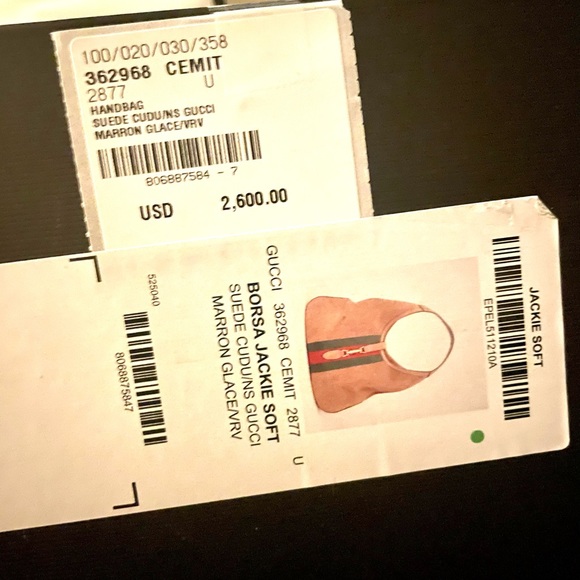 100/020/030/358
362968 CEMIT
2877 U
HANDBAG
SUEDE CUDU/NS GUCCI
MARRON GLACE/VRV
806887584 - 7
USD 2,600.00
JACKIE SOFT
EPEL511210A
GUCCI 362968 CEMIT 2877 U
BORSA JACKIE SOFT
SUEDE CUDU/NS GUCCI
MARRON GLACE/VRV
525040
8068875847